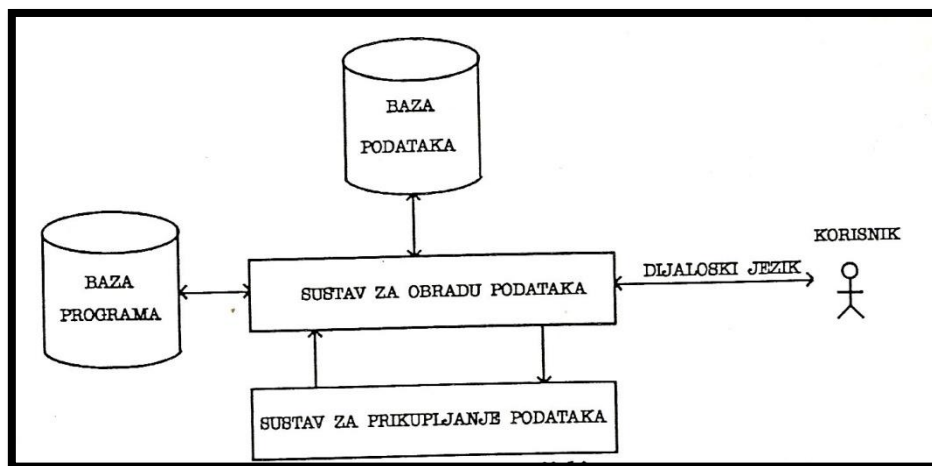 BAZA
PODATAKA
KORISNIK
BAZA
PROGRAMA
SUSTAV ZA OBRADU PODATAKA
DIJALOSKI JEZIK
SUSTAV ZA PRIKUPLJANJE PODATAKA